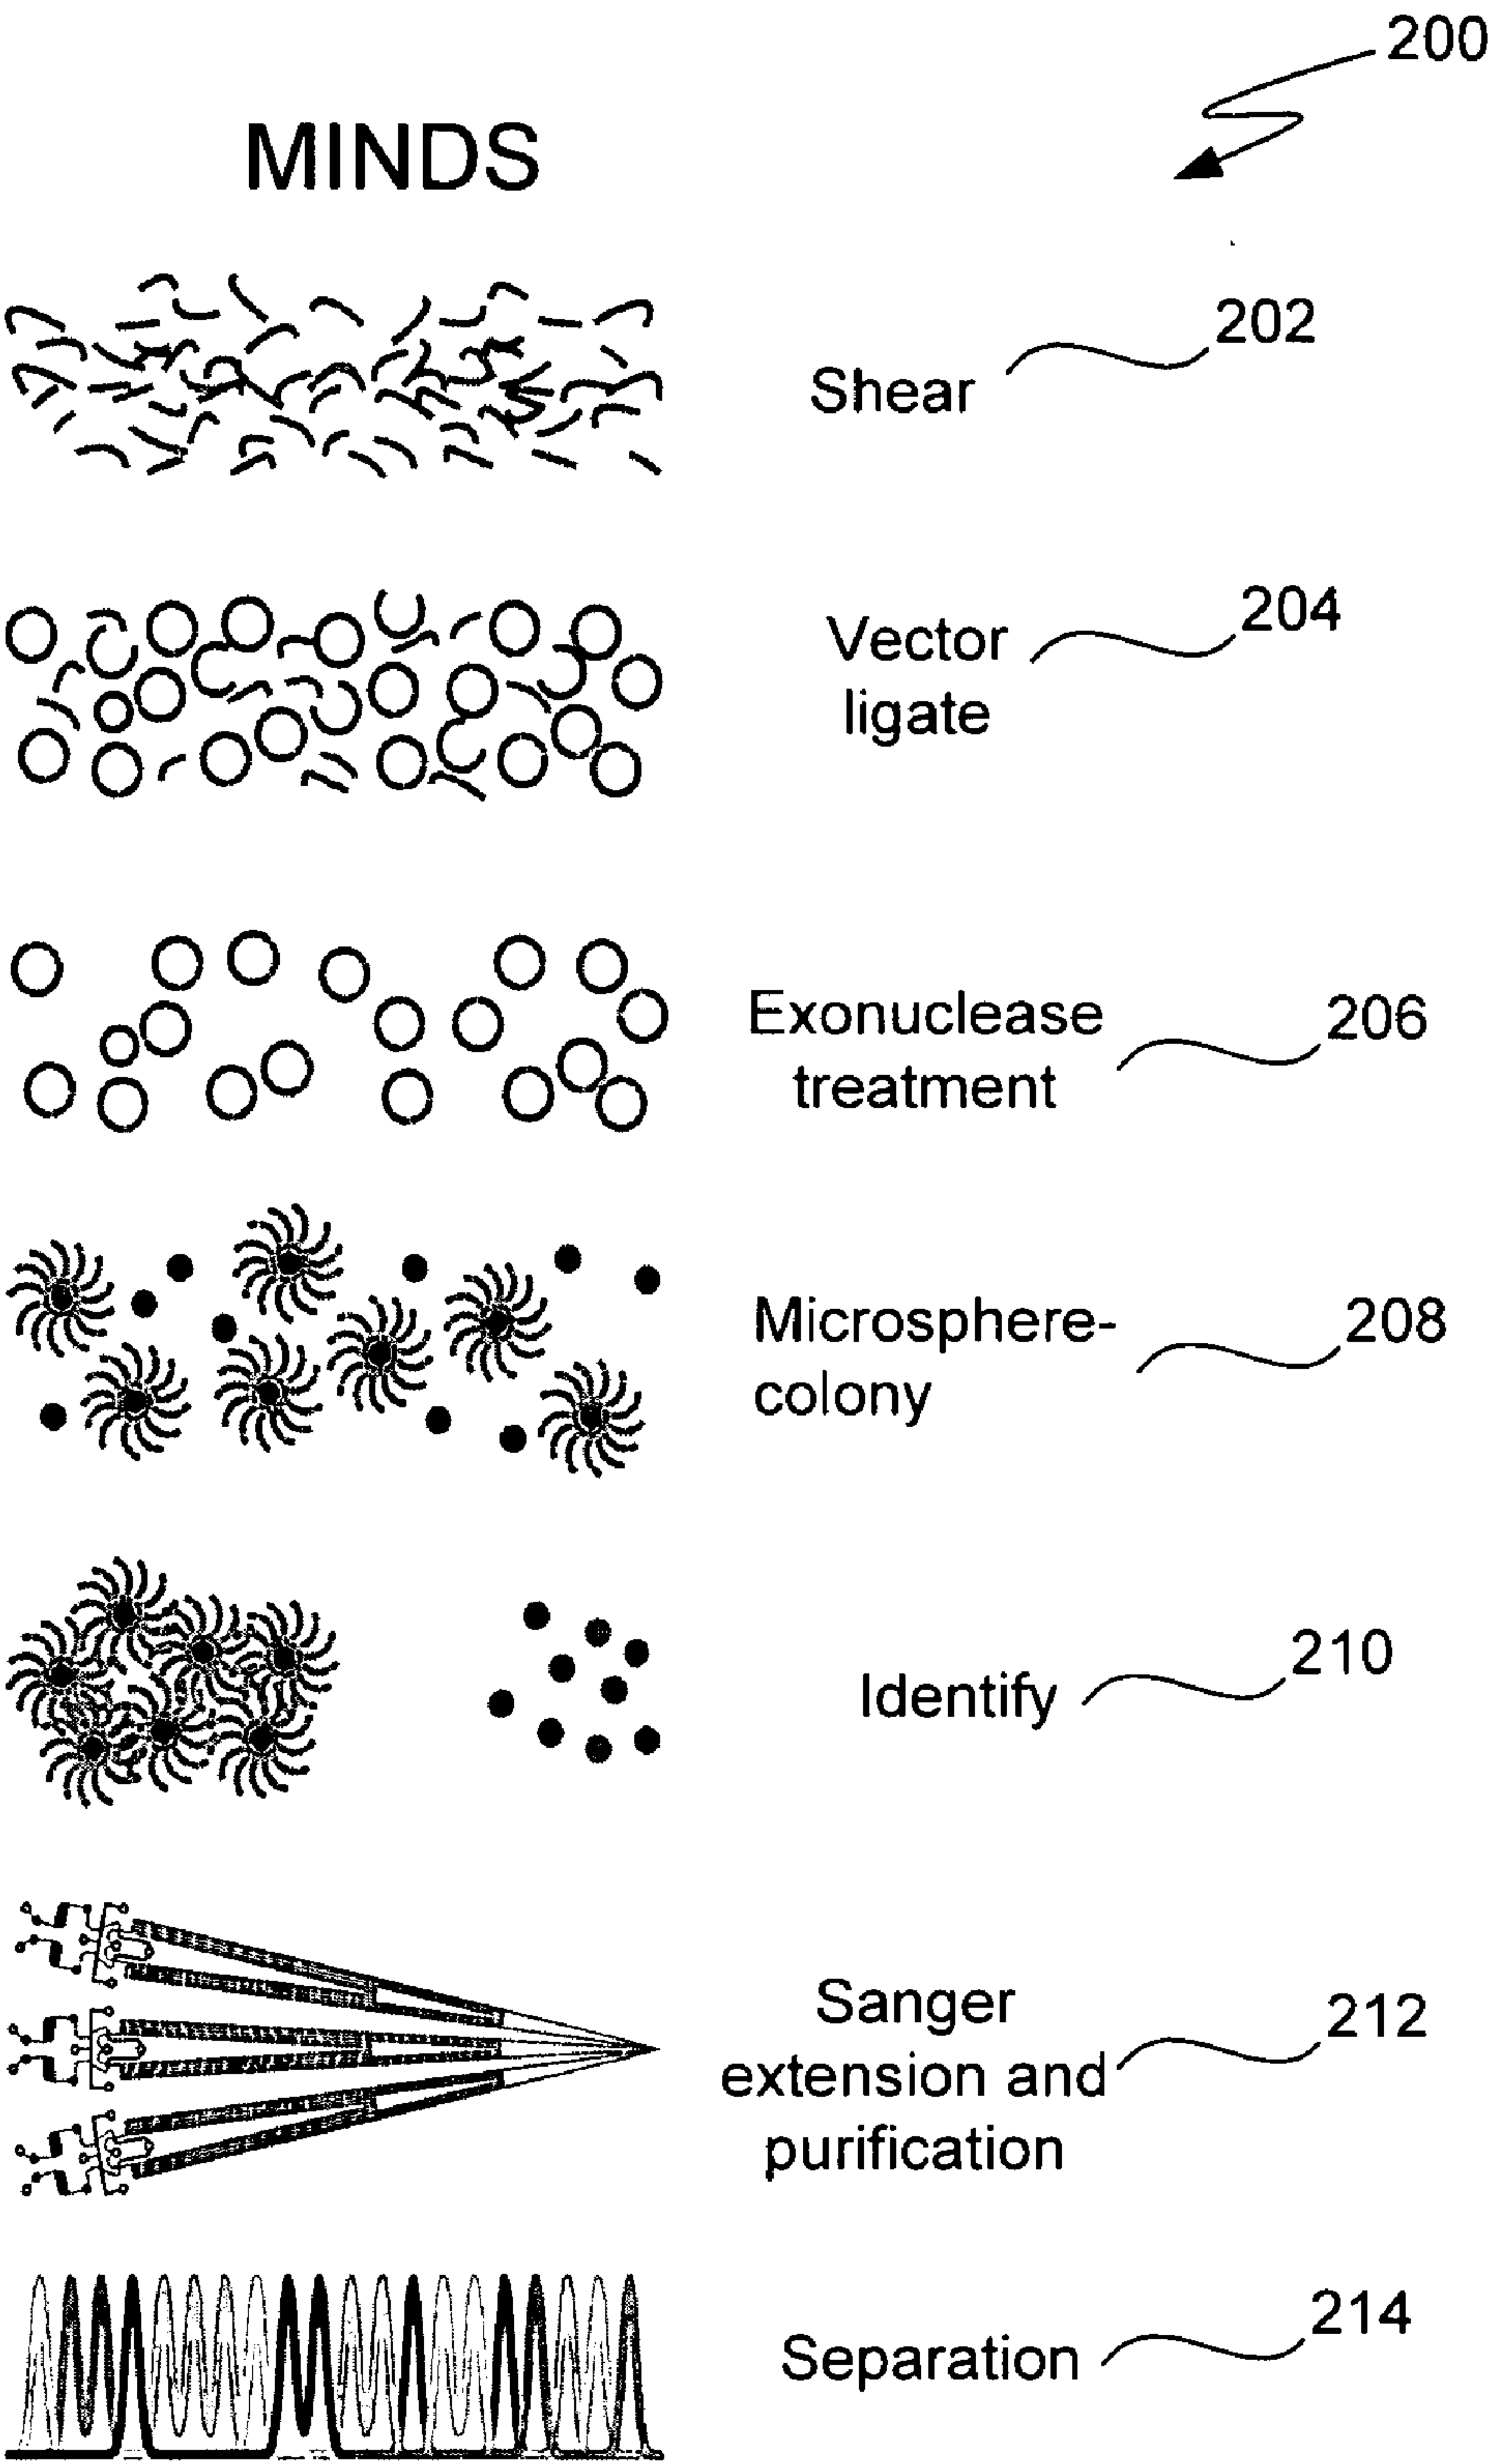 200
MINDS
202
Shear
204
Vector
ligate
Exonuclease
206
treatment
Microsphere-
208
colony
210
Identify
Sanger
212
extension and
purification
214
Separation